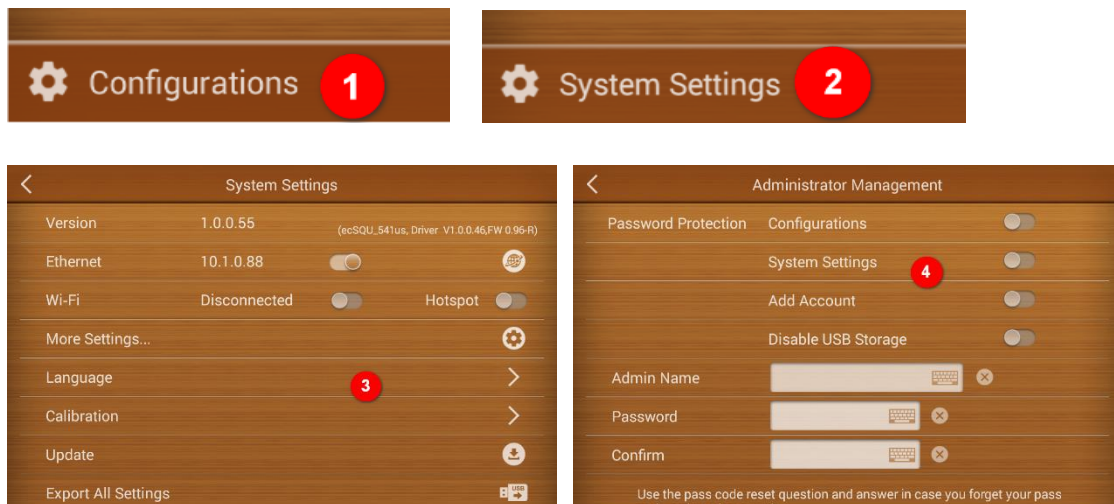 Configurations 1
System Settings 2
System Settings
Version 1.0.0.55 (ecSQU_541us, Driver V1.0.0.46,FW 0.96-R)
Ethernet 10.1.0.88
Wi-Fi Disconnected Hotspot
More Settings...
Language 3
Calibration
Update
Export All Settings USB
Administrator Management
Password Protection Configurations
System Settings 4
Add Account
Disable USB Storage
Admin Name
Password
Confirm
Use the pass code reset question and answer in case you forget your pass